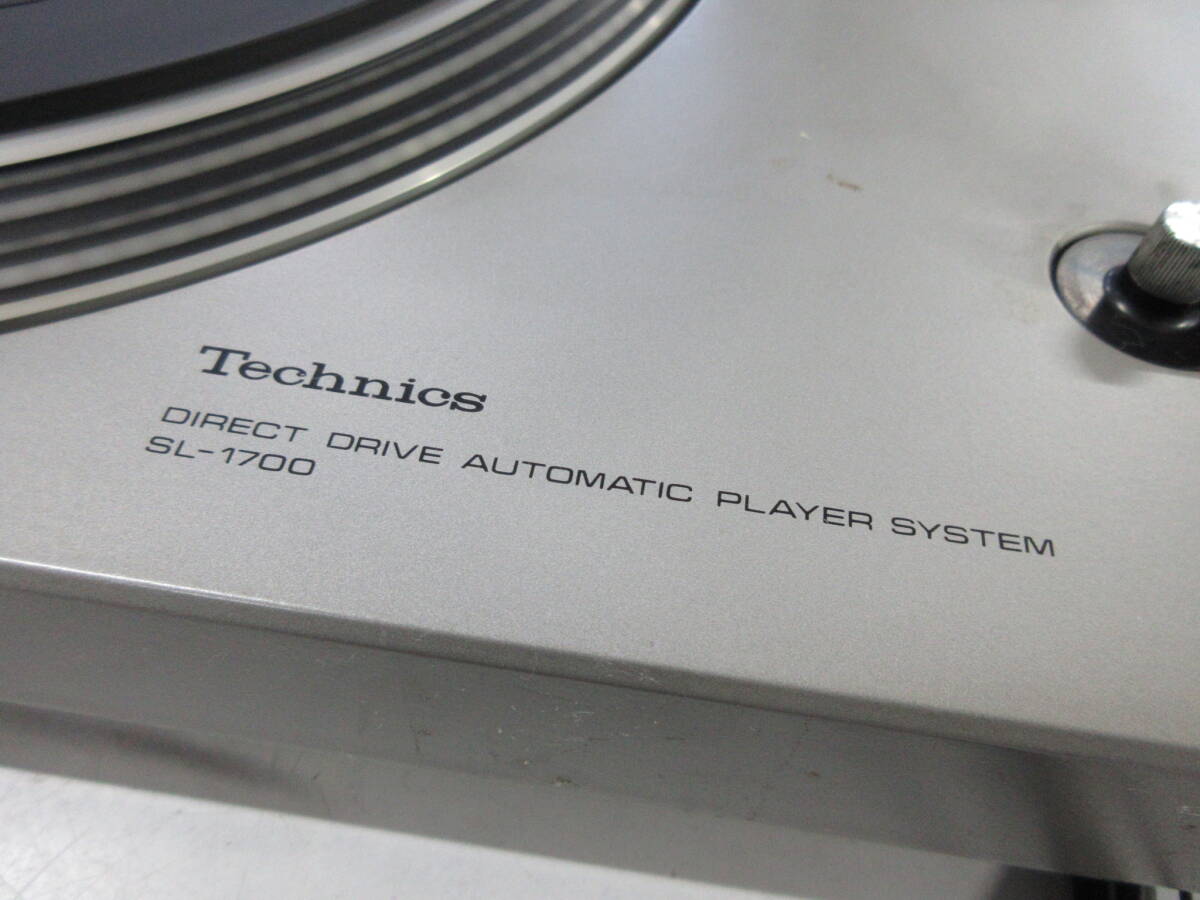 Technics
DIRECT DRIVE AUTOMATIC PLAYER SYSTEM
SL-1700